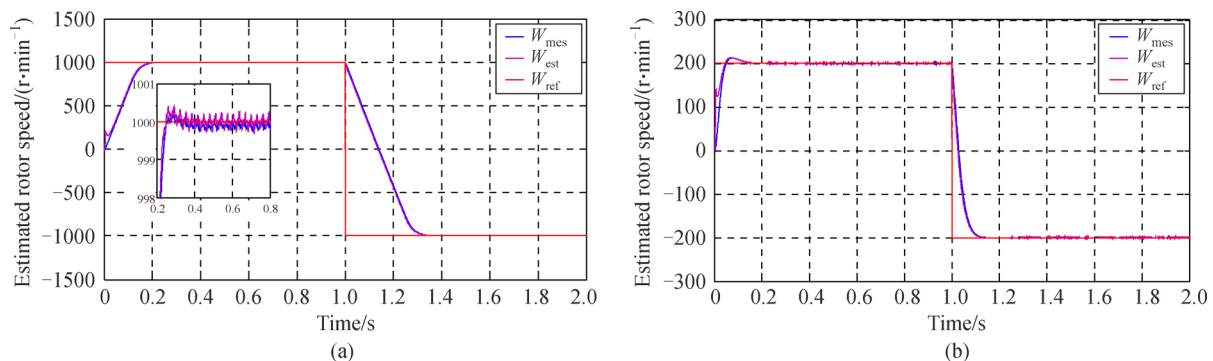 1500
1000
500
0
−500
−1000
−1500
Estimated rotor speed/(r·min⁻¹)
W_mes
W_est
W_ref
1001
1000
999
998
0.2 0.4 0.6 0.8
0 0.2 0.4 0.6 0.8 1.0 1.2 1.4 1.6 1.8 2.0
Time/s
(a)
300
200
100
0
−100
−200
−300
Estimated rotor speed/(r·min⁻¹)
W_mes
W_est
W_ref
0 0.2 0.4 0.6 0.8 1.0 1.2 1.4 1.6 1.8 2.0
Time/s
(b)